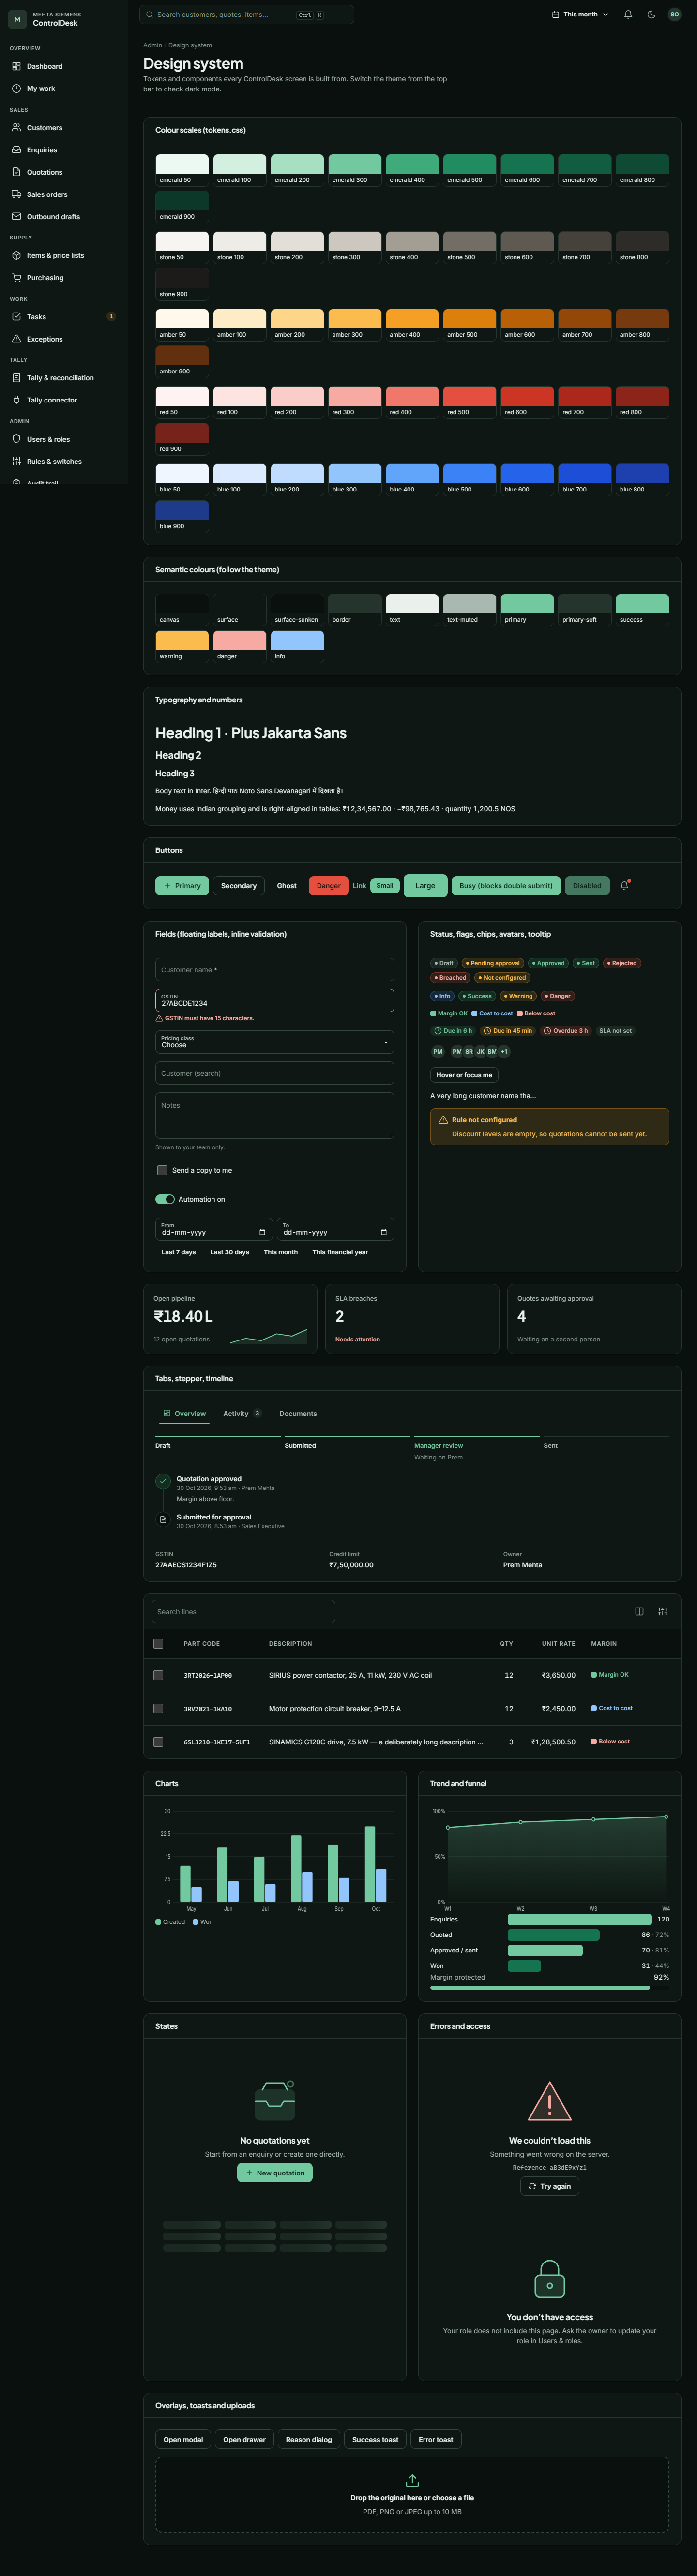 M
MEHTA SIEMENS
ControlDesk
OVERVIEW
Dashboard
My work
SALES
Customers
Enquiries
Quotations
Sales orders
Outbound drafts
SUPPLY
Items & price lists
Purchasing
WORK
Tasks 1
Exceptions
TALLY
Tally & reconciliation
Tally connector
ADMIN
Users & roles
Rules & switches
Audit trail
Search customers, quotes, items... Ctrl K
This month
SO
Admin Design system
Design system
Tokens and components every ControlDesk screen is built from. Switch the theme from the top
bar to check dark mode.
Colour scales (tokens.css)
emerald 50 emerald 100 emerald 200 emerald 300 emerald 400 emerald 500 emerald 600 emerald 700 emerald 800
emerald 900
stone 50 stone 100 stone 200 stone 300 stone 400 stone 500 stone 600 stone 700 stone 800
stone 900
amber 50 amber 100 amber 200 amber 300 amber 400 amber 500 amber 600 amber 700 amber 800
amber 900
red 50 red 100 red 200 red 300 red 400 red 500 red 600 red 700 red 800
red 900
blue 50 blue 100 blue 200 blue 300 blue 400 blue 500 blue 600 blue 700 blue 800
blue 900
Semantic colours (follow the theme)
canvas surface surface-sunken border text text-muted primary primary-soft success
warning danger info
Typography and numbers
Heading 1 · Plus Jakarta Sans
Heading 2
Heading 3
Body text in Inter. हिन्दी पाठ Noto Sans Devanagari में दिखता है।
Money uses Indian grouping and is right-aligned in tables: ₹12,34,567.00 · −₹98,765.43 · quantity 1,200.5 NOS
Buttons
Primary Secondary Ghost Danger Link Small Large Busy (blocks double submit) Disabled
Fields (floating labels, inline validation)
Customer name *
GSTIN
27ABCDE1234
GSTIN must have 15 characters.
Pricing class
Choose
Customer (search)
Notes
Shown to your team only.
Send a copy to me
Automation on
From To
dd-mm-yyyy dd-mm-yyyy
Last 7 days Last 30 days This month This financial year
Status, flags, chips, avatars, tooltip
Draft Pending approval Approved Sent Rejected
Breached Not configured
Info Success Warning Danger
Margin OK Cost to cost Below cost
Due in 6 h Due in 45 min Overdue 3 h SLA not set
PM PM SR JK BM +1
Hover or focus me
A very long customer name tha...
Rule not configured
Discount levels are empty, so quotations cannot be sent yet.
Open pipeline
₹18.40 L
12 open quotations
SLA breaches
2
Needs attention
Quotes awaiting approval
4
Waiting on a second person
Tabs, stepper, timeline
Overview Activity 3 Documents
Draft Submitted Manager review Sent
Waiting on Prem
Quotation approved
30 Oct 2026, 9:53 am · Prem Mehta
Margin above floor.
Submitted for approval
30 Oct 2026, 8:53 am · Sales Executive
GSTIN Credit limit Owner
27AAECS1234F1Z5 ₹7,50,000.00 Prem Mehta
Search lines
PART CODE DESCRIPTION QTY UNIT RATE MARGIN
3RT2026-1AP00 SIRIUS power contactor, 25 A, 11 kW, 230 V AC coil 12 ₹3,650.00 Margin OK
3RV2021-1KA10 Motor protection circuit breaker, 9–12.5 A 12 ₹2,450.00 Cost to cost
6SL3210-1KE17-5UF1 SINAMICS G120C drive, 7.5 kW — a deliberately long description ... 3 ₹1,28,500.50 Below cost
Charts
30
22.5
15
7.5
0
May Jun Jul Aug Sep Oct
Created Won
Trend and funnel
100%
50%
0%
W1 W2 W3 W4
Enquiries 120
Quoted 86 · 72%
Approved / sent 70 · 81%
Won 31 · 44%
Margin protected 92%
States
No quotations yet
Start from an enquiry or create one directly.
New quotation
Errors and access
We couldn't load this
Something went wrong on the server.
Reference aB3dE9xYz1
Try again
You don't have access
Your role does not include this page. Ask the owner to update your
role in Users & roles.
Overlays, toasts and uploads
Open modal Open drawer Reason dialog Success toast Error toast
Drop the original here or choose a file
PDF, PNG or JPEG up to 10 MB